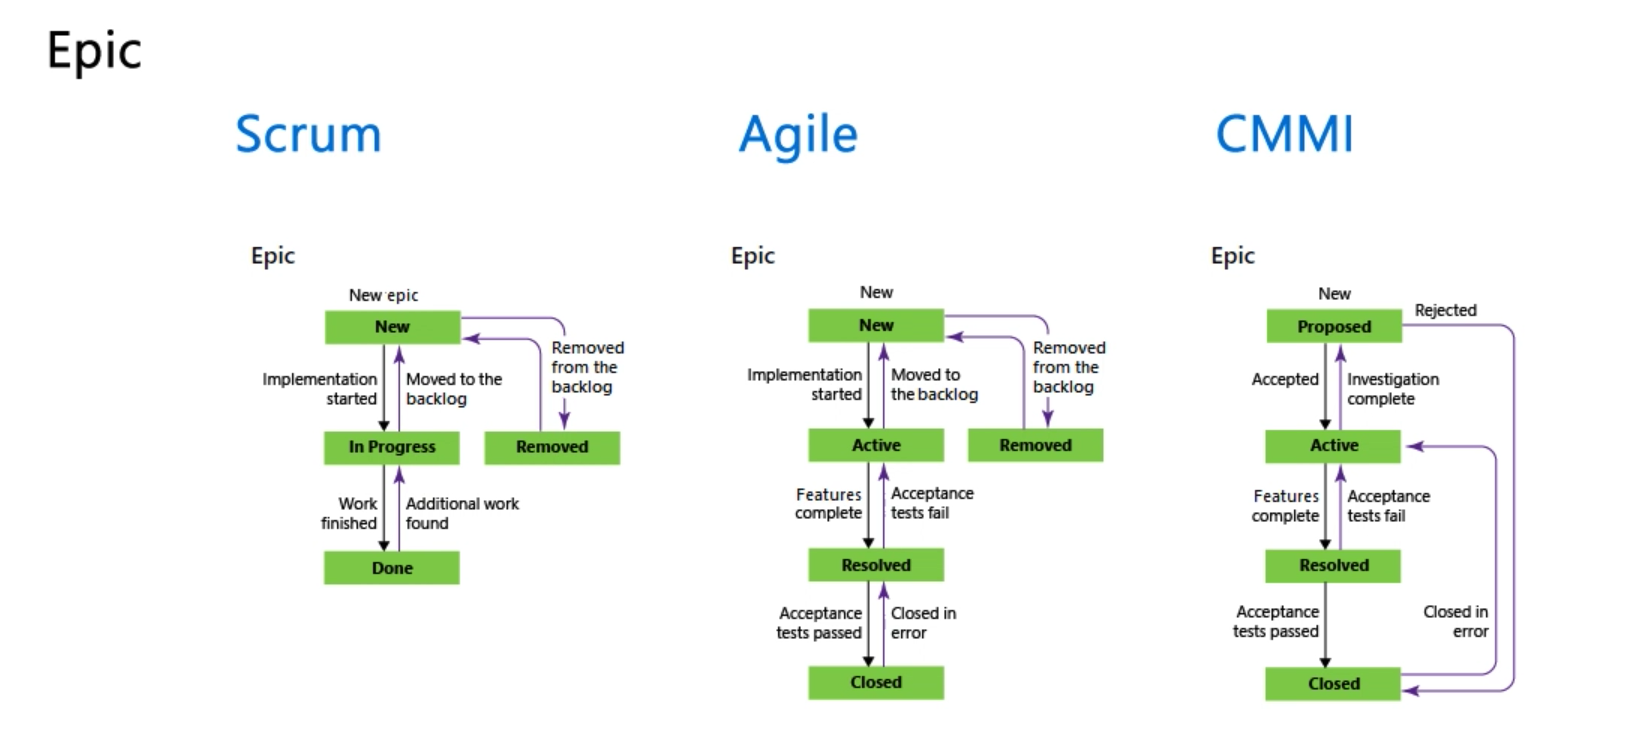 Epic
Scrum
Agile
CMMI
Epic
New epic
New
Removed
from the
backlog
Implementation
started
Moved to the
backlog
In Progress
Removed
Work
finished
Additional work
found
Done
Epic
New
New
Removed
from the
backlog
Implementation
started
Moved to
the backlog
Active
Removed
Features
complete
Acceptance
tests fail
Resolved
Acceptance
tests passed
Closed in
error
Closed
Epic
New
Proposed
Rejected
Accepted
Investigation
complete
Active
Features
complete
Acceptance
tests fail
Resolved
Acceptance
tests passed
Closed in
error
Closed